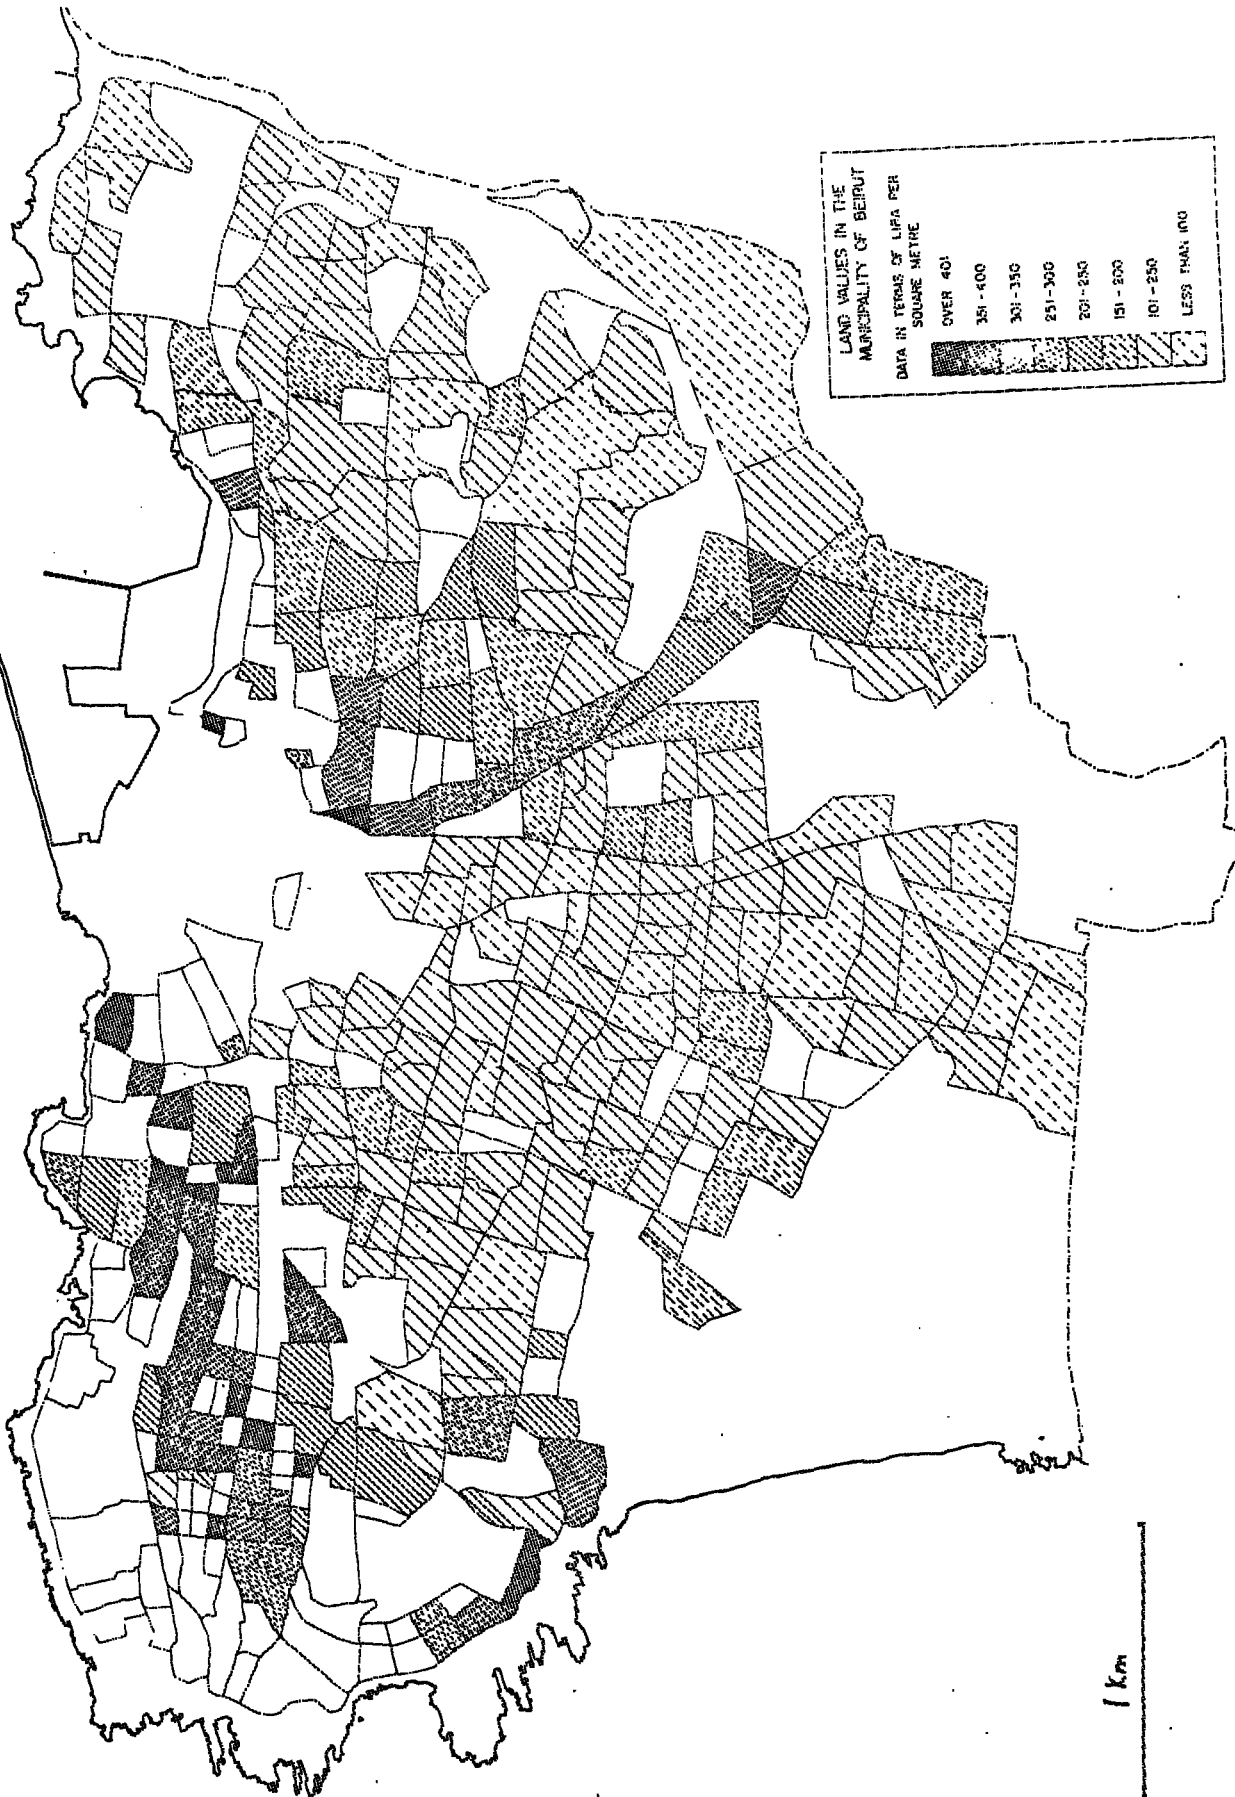 LAND VALUES IN THE
MUNICIPALITY OF BEIRUT
DATA IN TERMS OF LIRA PER
SQUARE METRE
OVER 401
351 - 400
301 - 350
251 - 300
201 - 250
151 - 200
101 - 250
LESS THAN 100
1 Km